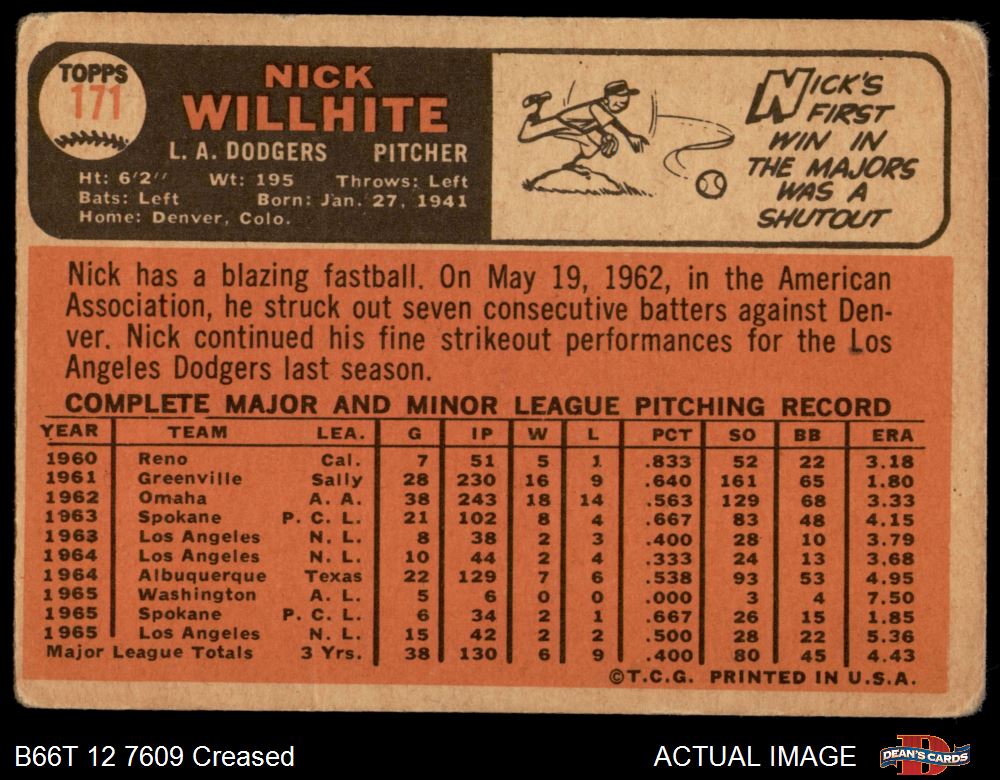 TOPPS
171
NICK
WILLHITE
L. A. DODGERS PITCHER
Ht: 6'2" Wt: 195 Throws: Left
Bats: Left Born: Jan. 27, 1941
Home: Denver, Colo.
NICK'S
FIRST
WIN IN
THE MAJORS
WAS A
SHUTOUT
Nick has a blazing fastball. On May 19, 1962, in the American
Association, he struck out seven consecutive batters against Den-
ver. Nick continued his fine strikeout performances for the Los
Angeles Dodgers last season.
COMPLETE MAJOR AND MINOR LEAGUE PITCHING RECORD
YEAR TEAM LEA. G IP W L PCT SO BB ERA
1960 Reno Cal. 7 51 5 1 .833 52 22 3.18
1961 Greenville Sally 28 230 16 9 .640 161 65 1.80
1962 Omaha A. A. 38 243 18 14 .563 129 68 3.33
1963 Spokane P. C. L. 21 102 8 4 .667 83 48 4.15
1963 Los Angeles N. L. 8 38 2 3 .400 28 10 3.79
1964 Los Angeles N. L. 10 44 2 4 .333 24 13 3.68
1964 Albuquerque Texas 22 129 7 6 .538 93 53 4.95
1965 Washington A. L. 5 6 0 0 .000 3 4 7.50
1965 Spokane P. C. L. 6 34 2 1 .667 26 15 1.85
1965 Los Angeles N. L. 15 42 2 2 .500 28 22 5.36
Major League Totals 3 Yrs. 38 130 6 9 .400 80 45 4.43
©T.C.G. PRINTED IN U.S.A.
B66T 12 7609 Creased
ACTUAL IMAGE
DEAN'S CARDS